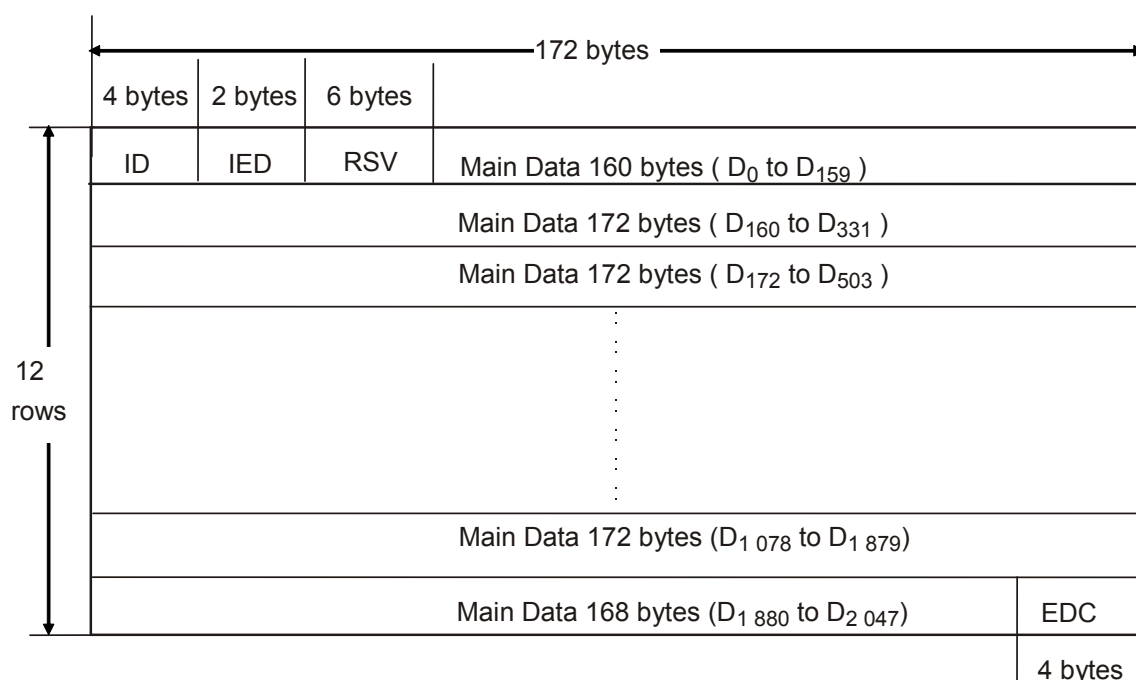 172 bytes
4 bytes 2 bytes 6 bytes
ID IED RSV Main Data 160 bytes ( D0 to D159 )
Main Data 172 bytes ( D160 to D331 )
Main Data 172 bytes ( D172 to D503 )
12
rows
Main Data 172 bytes (D1 078 to D1 879)
Main Data 168 bytes (D1 880 to D2 047) EDC
4 bytes